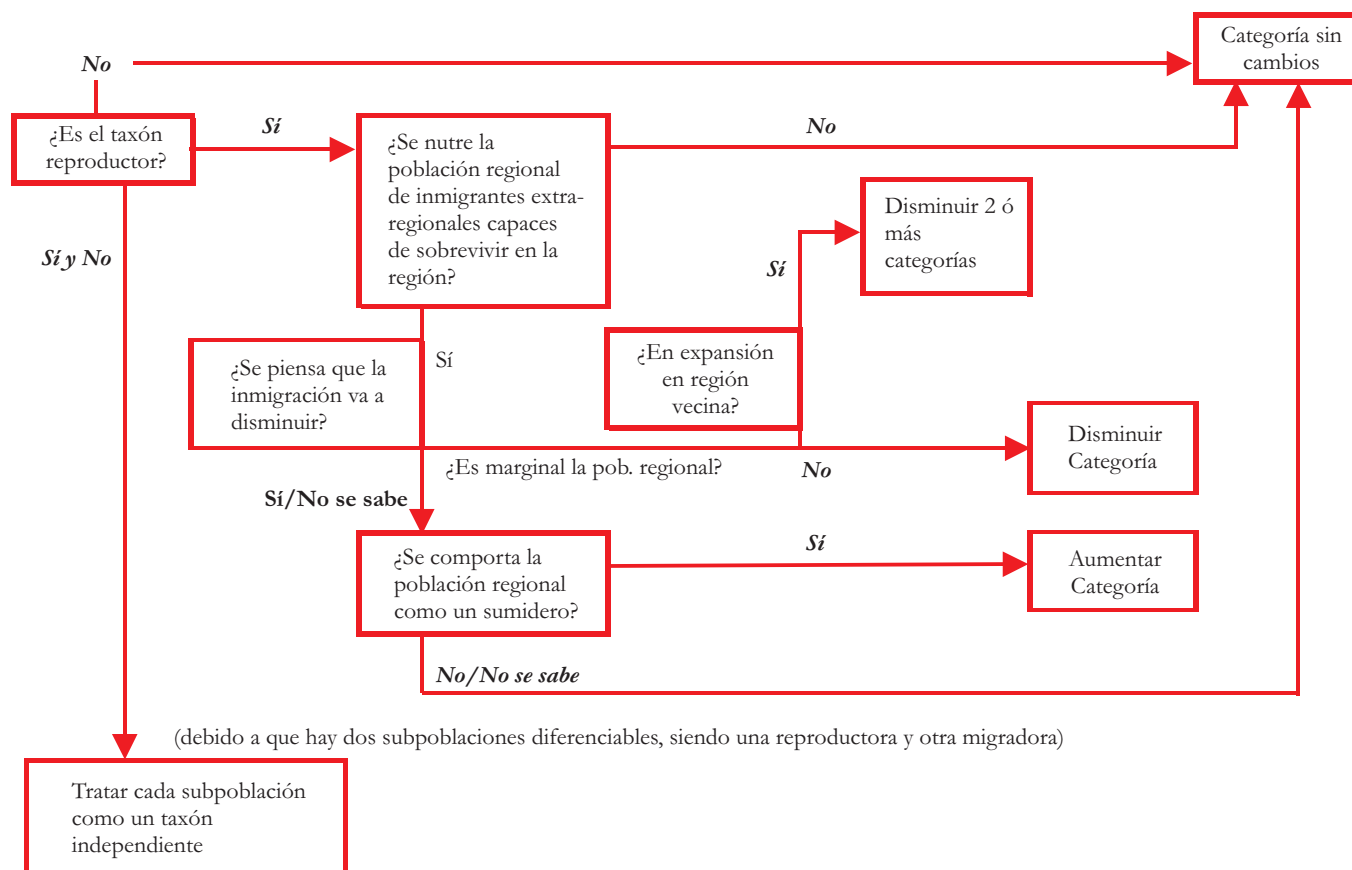 Categoría sin
cambios
No
¿Es el taxón
reproductor?
Sí
¿Se nutre la
población regional
de inmigrantes extra-
regionales capaces
de sobrevivir en la
región?
No
Disminuir 2 ó
más
categorías
Sí y No
Sí
¿Se piensa que la
inmigración va a
disminuir?
Sí
¿En expansión
en región
vecina?
Disminuir
Categoría
¿Es marginal la pob. regional?
No
Sí/No se sabe
¿Se comporta la
población regional
como un sumidero?
Sí
Aumentar
Categoría
No/No se sabe
(debido a que hay dos subpoblaciones diferenciables, siendo una reproductora y otra migradora)
Tratar cada subpoblación
como un taxón
independiente